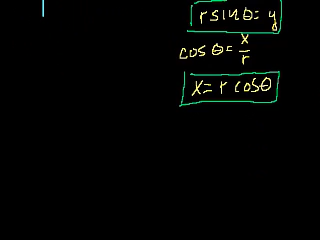 r sin θ = y
cos θ = x/r
x = r cos θ